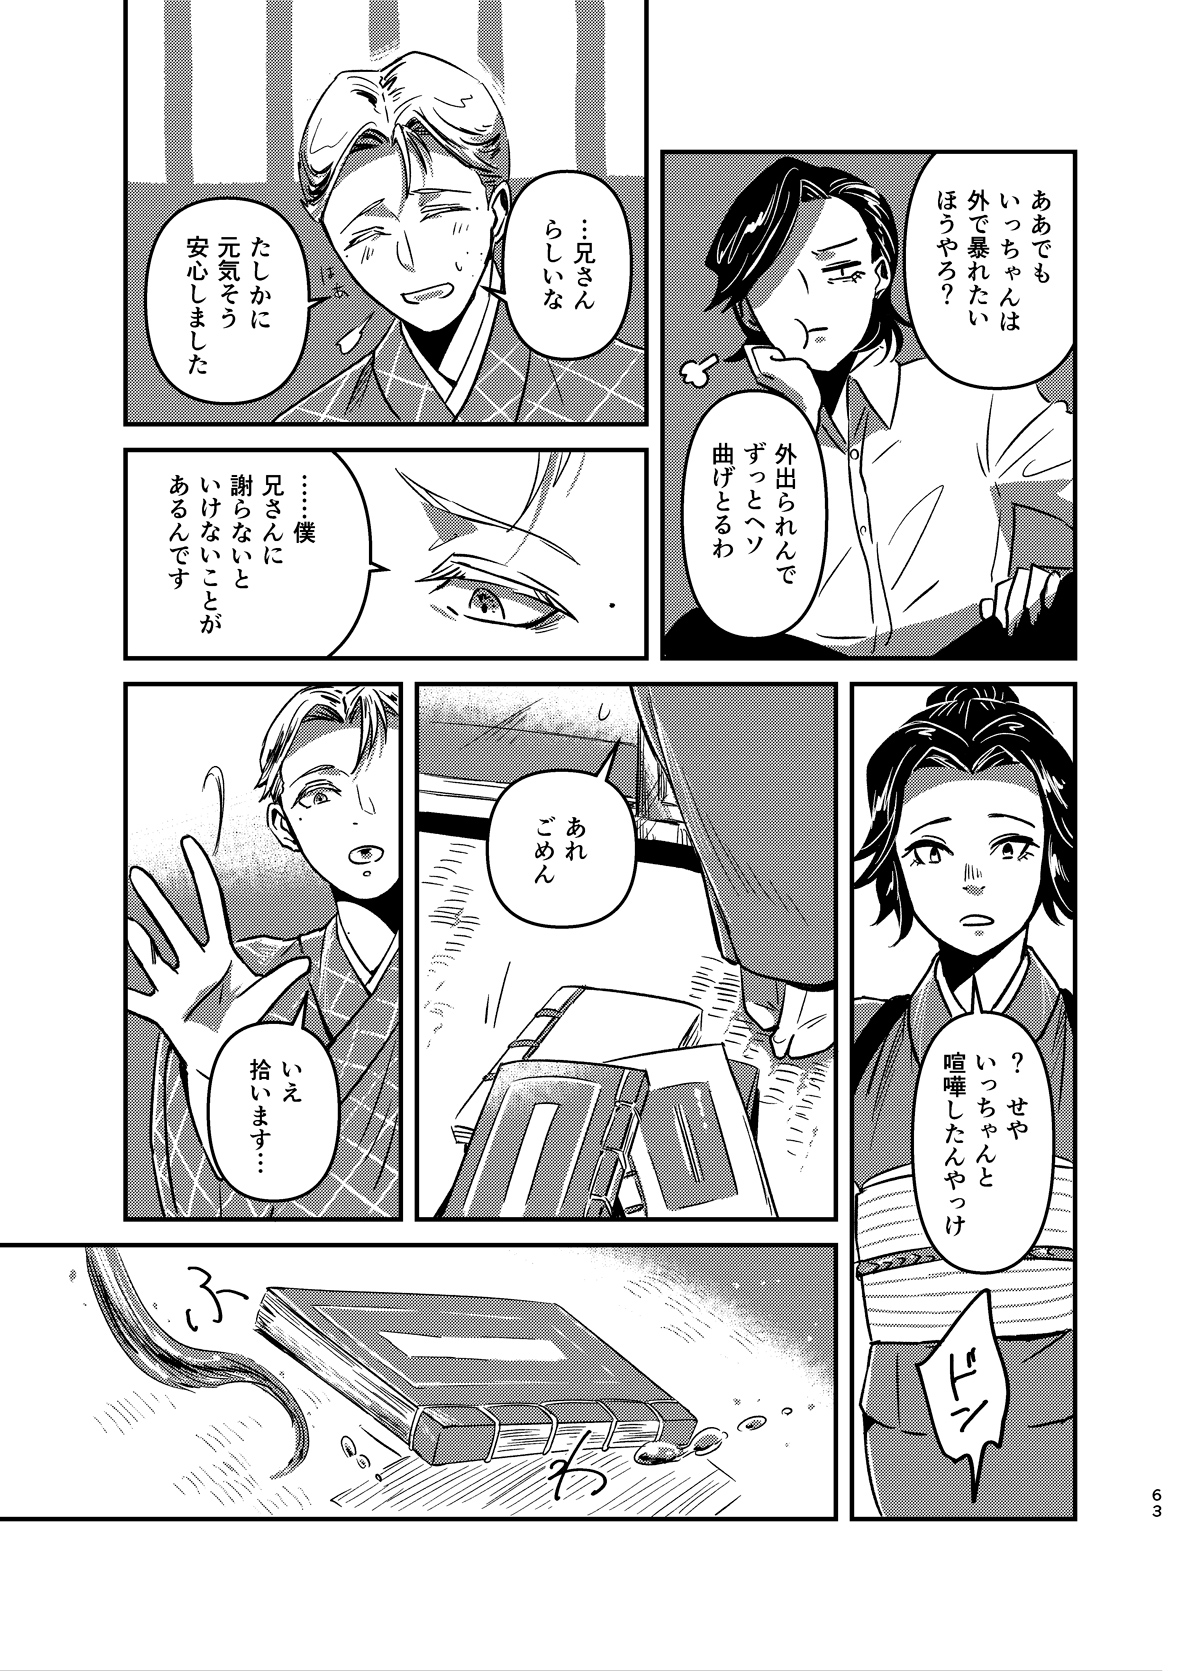 ああでも
いっちゃんは
外で暴れたい
ほうやろ？
外出られんで
ずっとヘソ
曲げとるわ
…兄さん
らしいな
はあ
たしかに
元気そう
安心しました
……僕
兄さんに
謝らないと
いけないことが
あるんです
？せや
いっちゃんと
喧嘩したんやっけ
ドン
あれ
ごめん
いえ
拾います…
ふ
わ
63